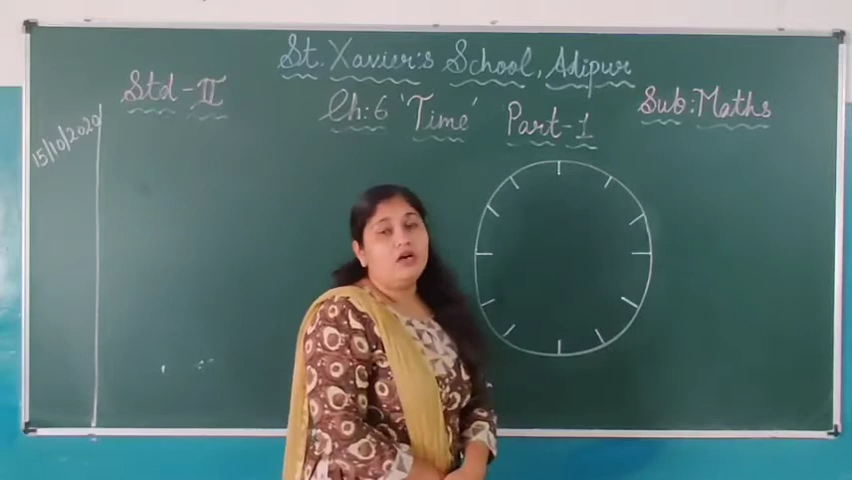 St. Xavier's School, Adipur
Std-II
Ch:6 'Time' Part-1
Sub: Maths
15/10/2020